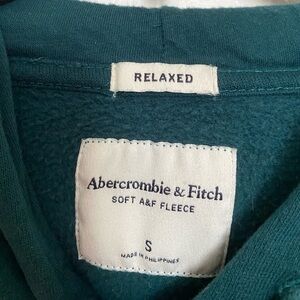 RELAXED
Abercrombie & Fitch
SOFT A&F FLEECE
S
MADE IN PHILIPPINES